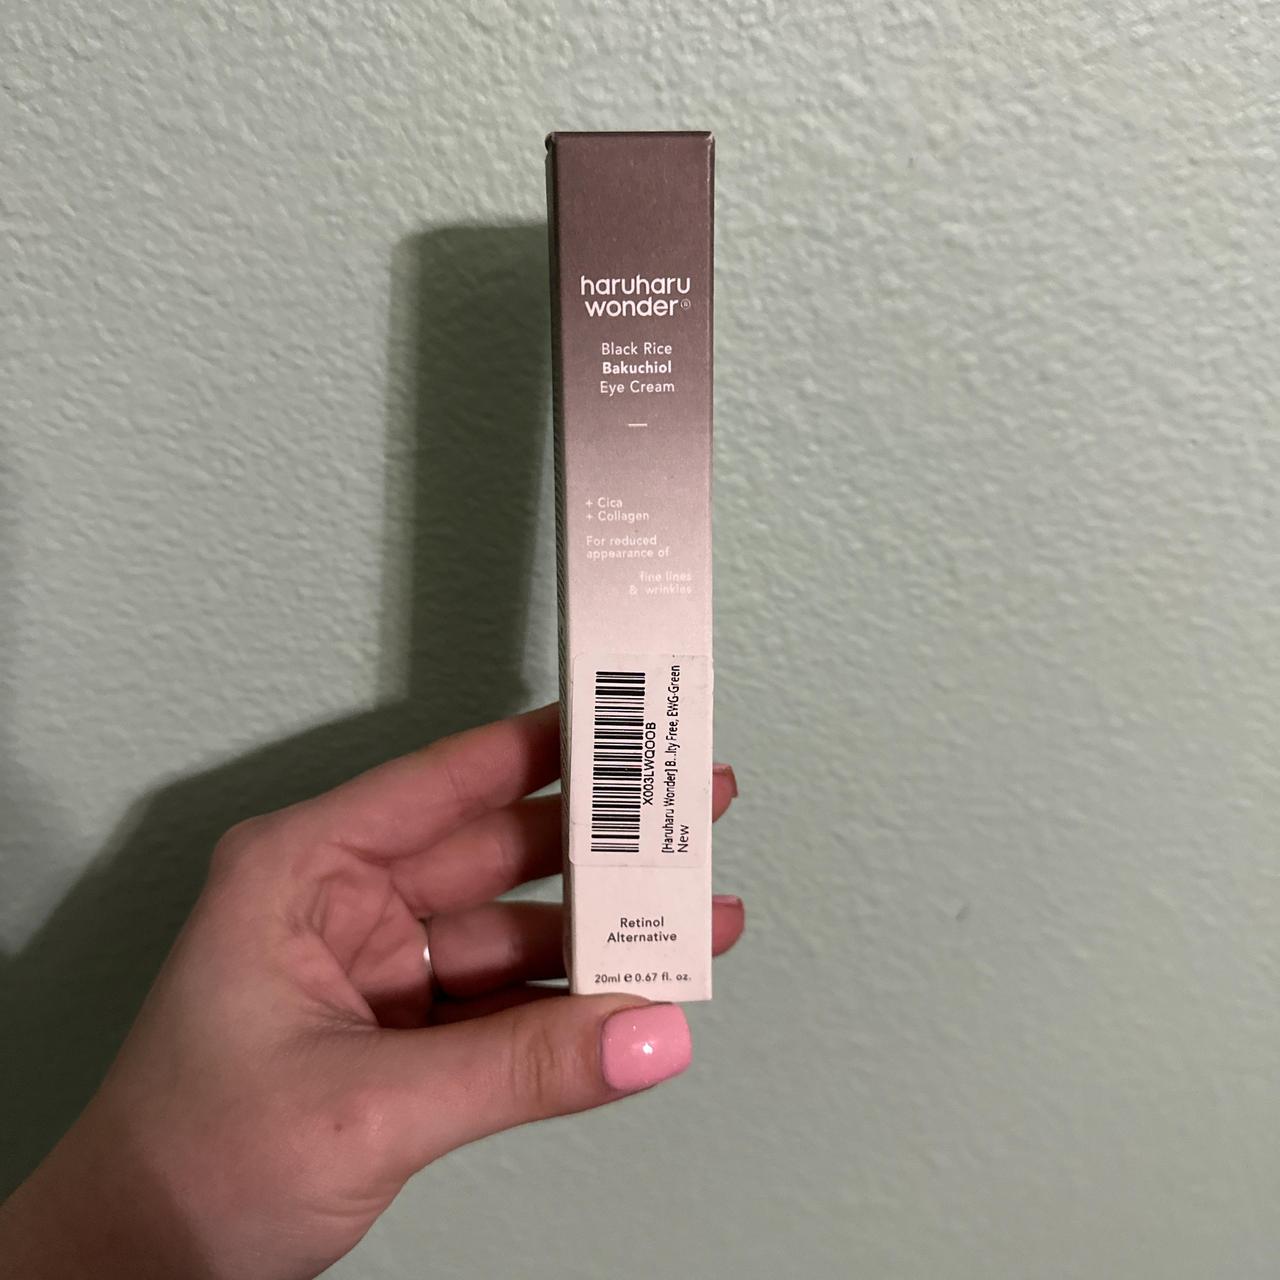 haruharu
wonder®
Black Rice
Bakuchiol
Eye Cream
+ Cica
+ Collagen
For reduced
appearance of
fine lines
& wrinkles
X003LWQOOB
[Haruharu Wonder] B...lty Free, EWG-Green
New
Retinol
Alternative
20ml ℮ 0.67 fl. oz.